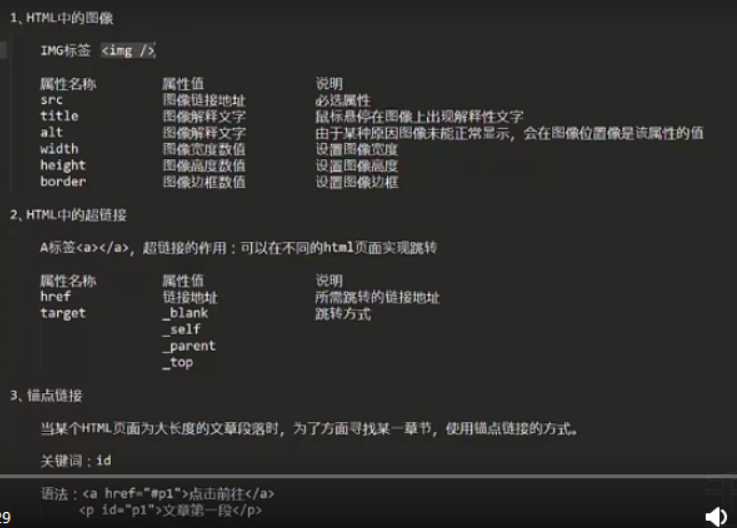 1、HTML中的图像
IMG标签 <img />
属性名称 属性值 说明
src 图像链接地址 必选属性
title 图像解释文字 鼠标悬停在图像上出现解释性文字
alt 图像解释文字 由于某种原因图像未能正常显示，会在图像位置像是该属性的值
width 图像宽度数值 设置图像宽度
height 图像高度数值 设置图像高度
border 图像边框数值 设置图像边框
2、HTML中的超链接
A标签<a></a>，超链接的作用：可以在不同的html页面实现跳转
属性名称 属性值 说明
href 链接地址 所需跳转的链接地址
target _blank 跳转方式
_self
_parent
_top
3、锚点链接
当某个HTML页面为大长度的文章段落时，为了方面寻找某一章节，使用锚点链接的方式。
关键词：id
语法：<a href="#p1">点击前往</a>
<p id="p1">文章第一段</p>
29